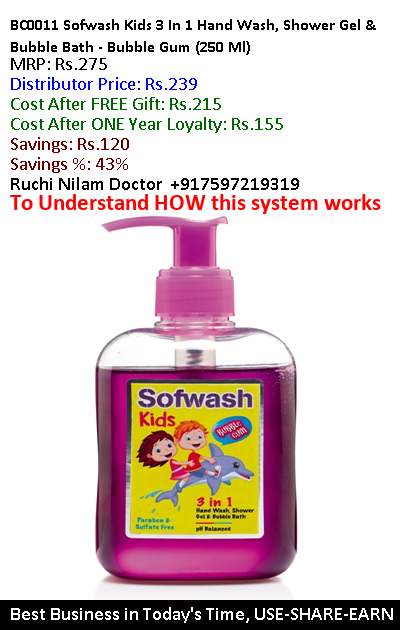 BC0011 Sofwash Kids 3 In 1 Hand Wash, Shower Gel &
Bubble Bath - Bubble Gum (250 Ml)
MRP: Rs.275
Distributor Price: Rs.239
Cost After FREE Gift: Rs.215
Cost After ONE Year Loyalty: Rs.155
Savings: Rs.120
Savings %: 43%
Ruchi Nilam Doctor +917597219319
To Understand HOW this system works
Sofwash
Kids
BUBBLE
GUM
3 in 1
Hand Wash, Shower
Gel & Bubble Bath
Paraben &
Sulfate Free
pH Balanced
Best Business in Today's Time, USE-SHARE-EARN